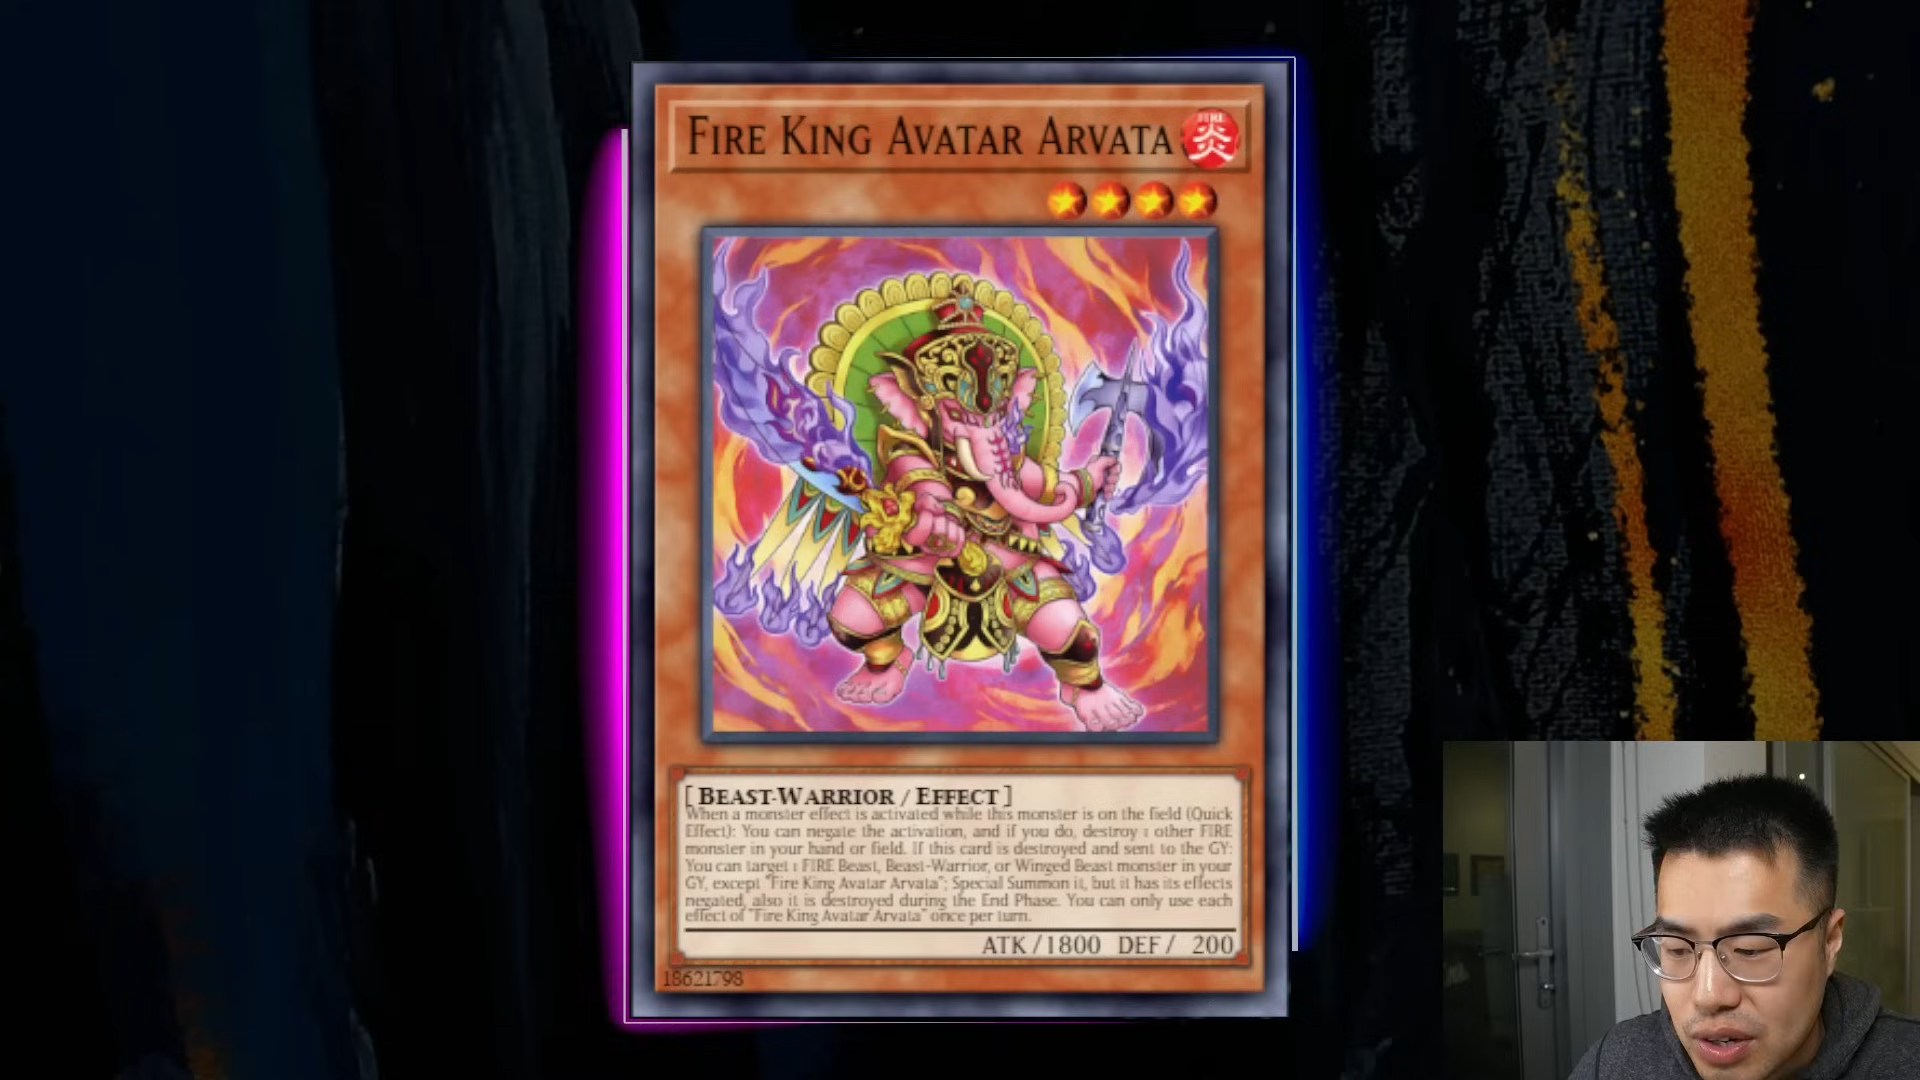 FIRE KING AVATAR ARVATA
FIRE
炎
[ BEAST-WARRIOR / EFFECT ]
When a monster effect is activated while this monster is on the field (Quick
Effect): You can negate the activation, and if you do, destroy 1 other FIRE
monster in your hand or field. If this card is destroyed and sent to the GY:
You can target 1 FIRE Beast, Beast-Warrior, or Winged Beast monster in your
GY, except "Fire King Avatar Arvata"; Special Summon it, but it has its effects
negated, also it is destroyed during the End Phase. You can only use each
effect of "Fire King Avatar Arvata" once per turn.
ATK / 1800 DEF / 200
18621798